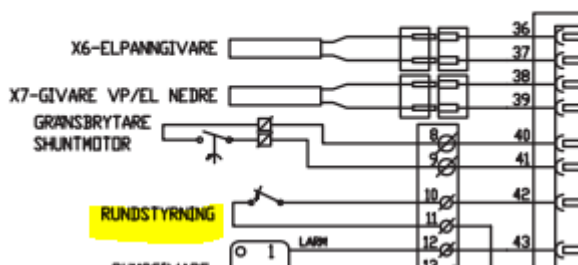 36
X6-ELPANNGIVARE
37
38
X7-GIVARE VP/EL NEDRE
39
GRÄNSBRYTARE
8
40
SHUNTMOTOR
9
41
10
42
RUNDSTYRNING
11
1
LARM
12
43